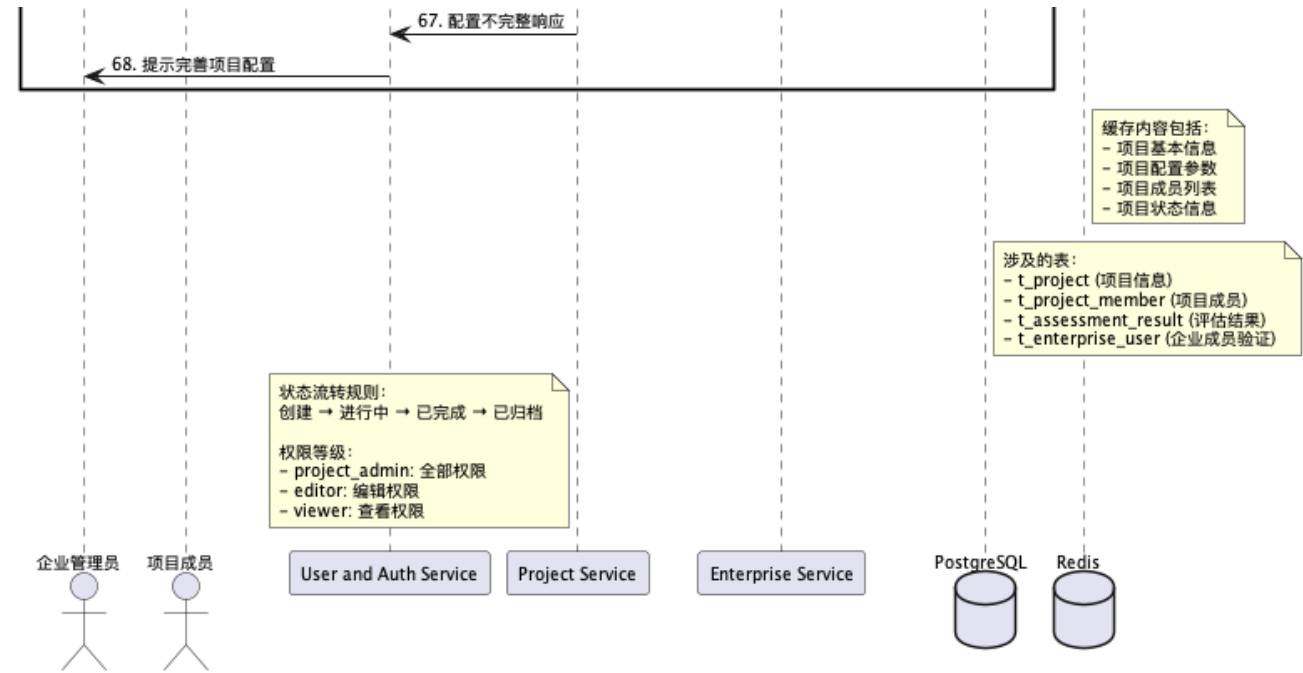 67. 配置不完整响应
68. 提示完善项目配置
缓存内容包括:
- 项目基本信息
- 项目配置参数
- 项目成员列表
- 项目状态信息
涉及的表:
- t_project (项目信息)
- t_project_member (项目成员)
- t_assessment_result (评估结果)
- t_enterprise_user (企业成员验证)
状态流转规则:
创建 → 进行中 → 已完成 → 已归档
权限等级:
- project_admin: 全部权限
- editor: 编辑权限
- viewer: 查看权限
企业管理员
项目成员
User and Auth Service
Project Service
Enterprise Service
PostgreSQL
Redis